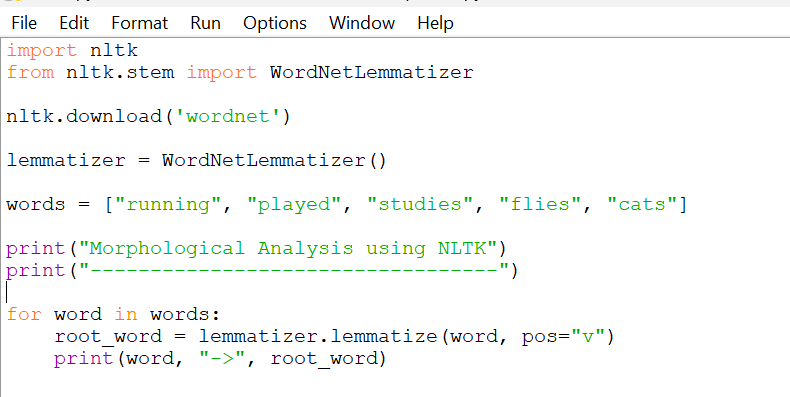 File Edit Format Run Options Window Help
import nltk
from nltk.stem import WordNetLemmatizer
nltk.download('wordnet')
lemmatizer = WordNetLemmatizer()
words = ["running", "played", "studies", "flies", "cats"]
print("Morphological Analysis using NLTK")
print("----------------------------------")
for word in words:
    root_word = lemmatizer.lemmatize(word, pos="v")
    print(word, "->", root_word)